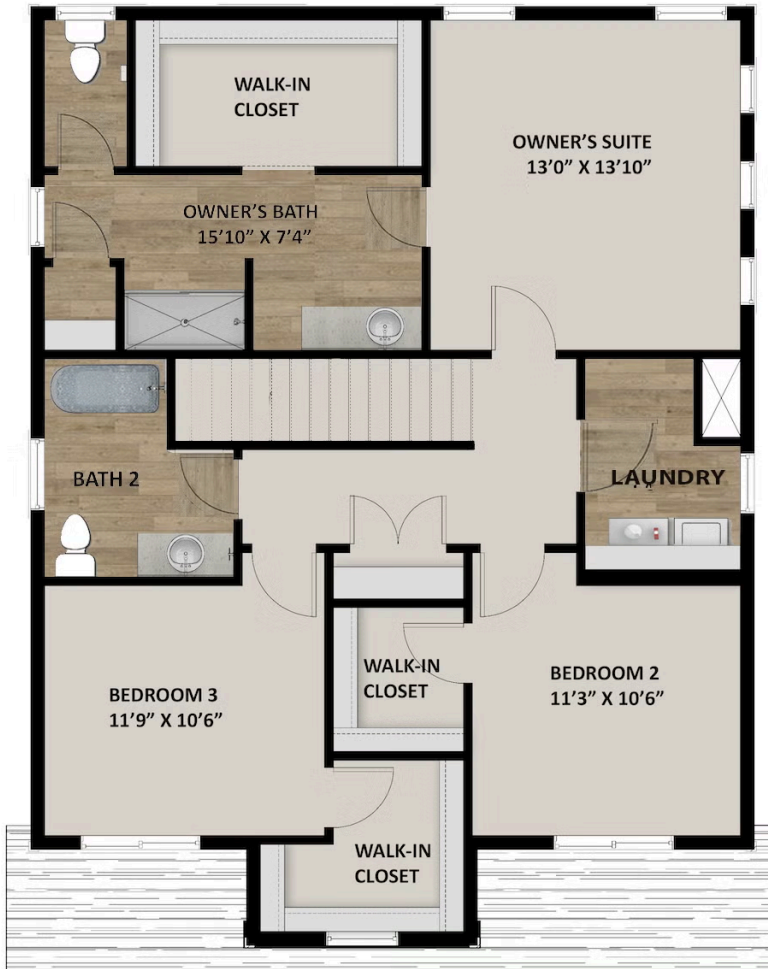 WALK-IN
CLOSET
OWNER'S SUITE
13'0" X 13'10"
OWNER'S BATH
15'10" X 7'4"
BATH 2
LAUNDRY
WALK-IN
CLOSET
BEDROOM 2
11'3" X 10'6"
BEDROOM 3
11'9" X 10'6"
WALK-IN
CLOSET